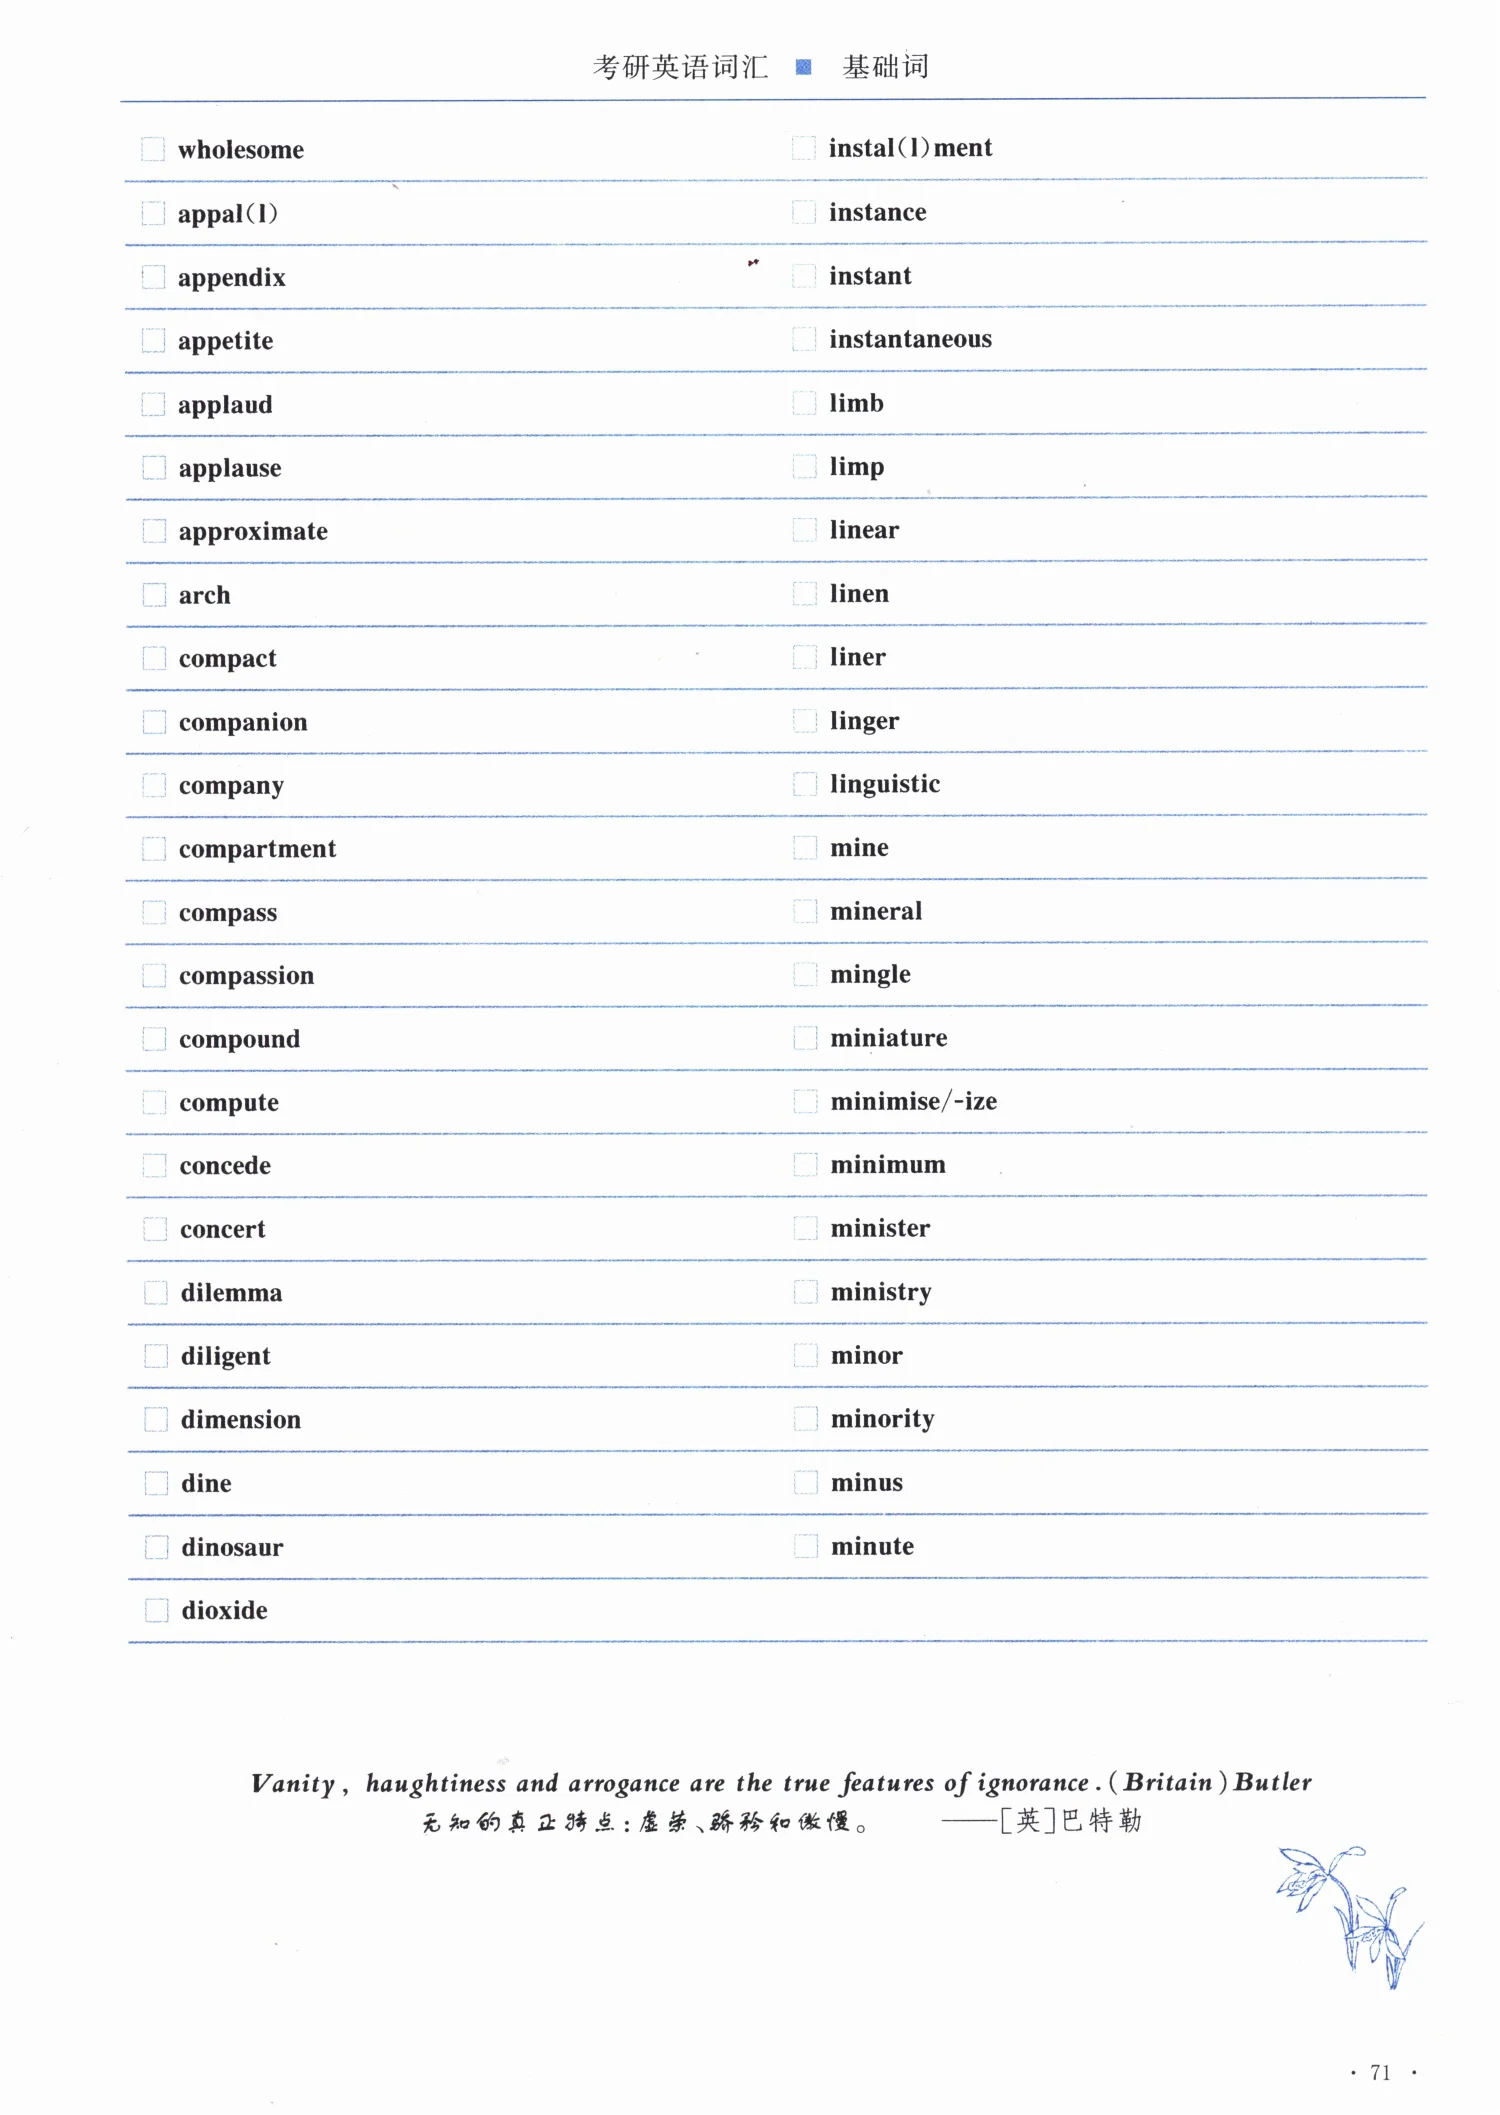 考研英语词汇 ■ 基础词
wholesome
appal(l)
appendix
appetite
applaud
applause
approximate
arch
compact
companion
company
compartment
compass
compassion
compound
compute
concede
concert
dilemma
diligent
dimension
dine
dinosaur
dioxide
instal(l)ment
instance
instant
instantaneous
limb
limp
linear
linen
liner
linger
linguistic
mine
mineral
mingle
miniature
minimise/-ize
minimum
minister
ministry
minor
minority
minus
minute
Vanity, haughtiness and arrogance are the true features of ignorance. (Britain) Butler
无知的真正特点：虚荣、骄矜和傲慢。 ——[英]巴特勒
· 71 ·